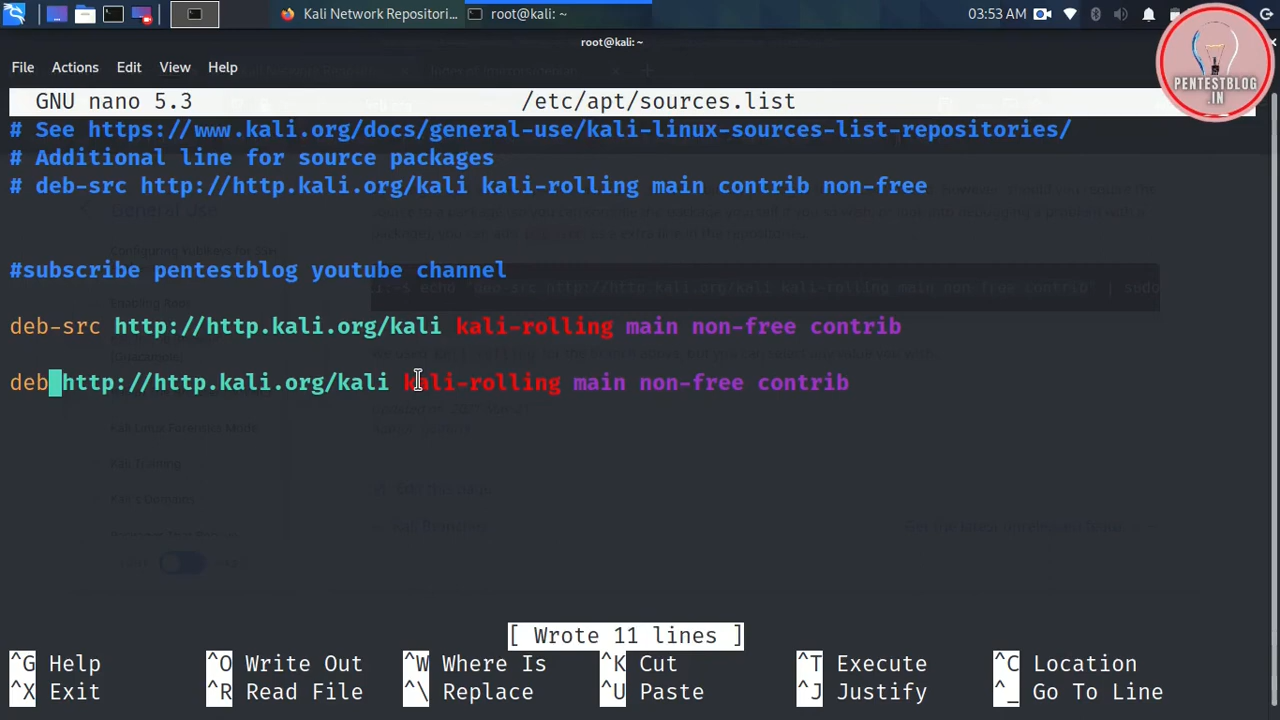 Kali Network Repositori...
root@kali: ~
03:53 AM
root@kali: ~
PENTESTBLOG
.IN
File Actions Edit View Help
GNU nano 5.3 /etc/apt/sources.list
# See https://www.kali.org/docs/general-use/kali-linux-sources-list-repositories/
# Additional line for source packages
# deb-src http://http.kali.org/kali kali-rolling main contrib non-free
#subscribe pentestblog youtube channel
deb-src http://http.kali.org/kali kali-rolling main non-free contrib
deb http://http.kali.org/kali kali-rolling main non-free contrib
[ Wrote 11 lines ]
^G Help ^O Write Out ^W Where Is ^K Cut ^T Execute ^C Location
^X Exit ^R Read File ^\ Replace ^U Paste ^J Justify ^_ Go To Line